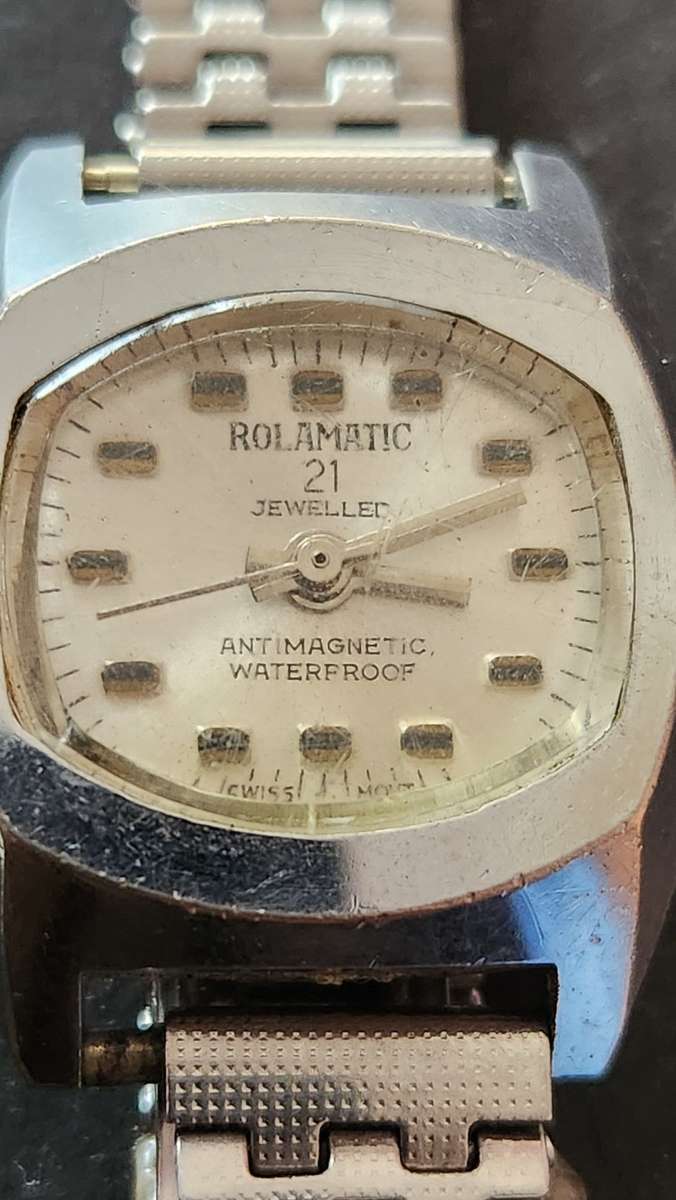 ROLAMATIC
21
JEWELLED
ANTIMAGNETIC,
WATERPROOF
SWISS